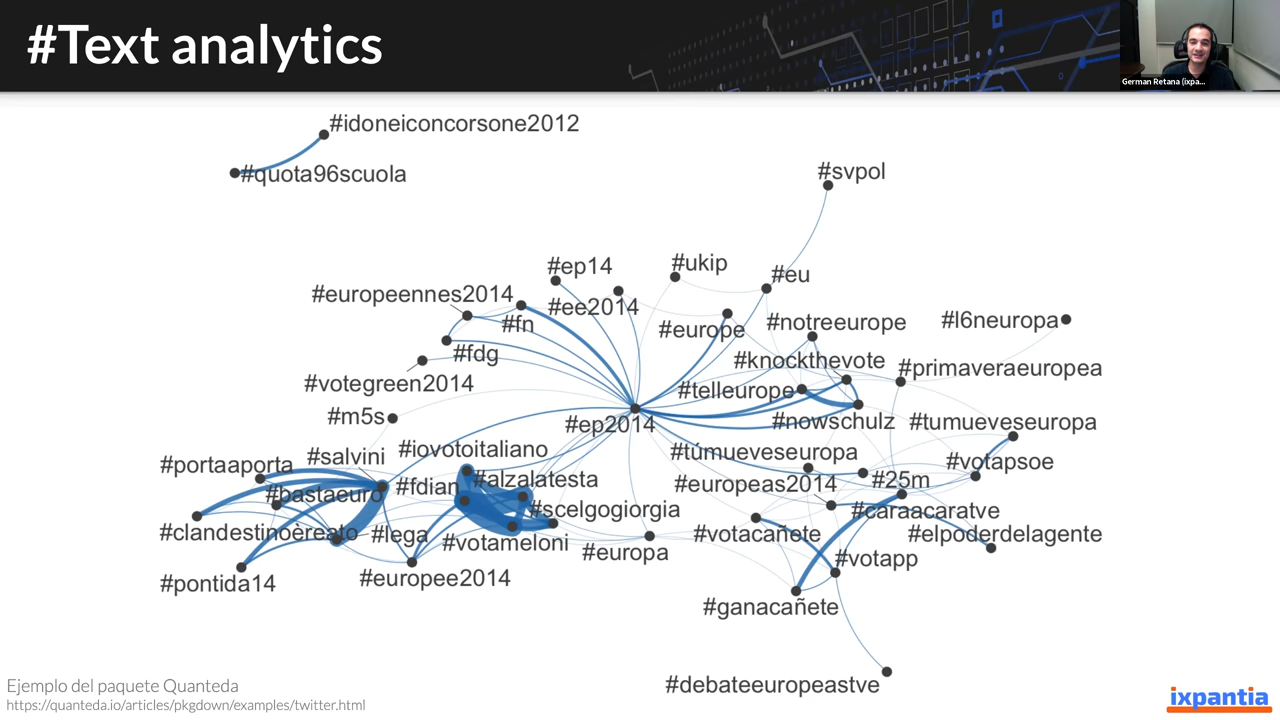 #Text analytics
German Retana (ixpa...
#idoneiconcorsone2012
#quota96scuola
#svpol
#ep14
#ukip
#eu
#europeennes2014
#ee2014
#fn
#europe
#notreeurope
#l6neuropa
#fdg
#knockthevote
#primaveraeuropea
#votegreen2014
#telleurope
#m5s
#ep2014
#nowschulz
#tumueveseuropa
#iovotoitaliano
#túmueveseuropa
#salvini
#portaaporta
#votapsoe
#alzalatesta
#fdian
#europeas2014
#25m
#bastaeuro
#scelgogiorgia
#caraacaratve
#clandestinoèreato
#lega
#votameloni
#votacañete
#elpoderdelagente
#europa
#votapp
#pontida14
#europee2014
#ganacañete
#debateeuropeastve
Ejemplo del paquete Quanteda
https://quanteda.io/articles/pkgdown/examples/twitter.html
ixpantia